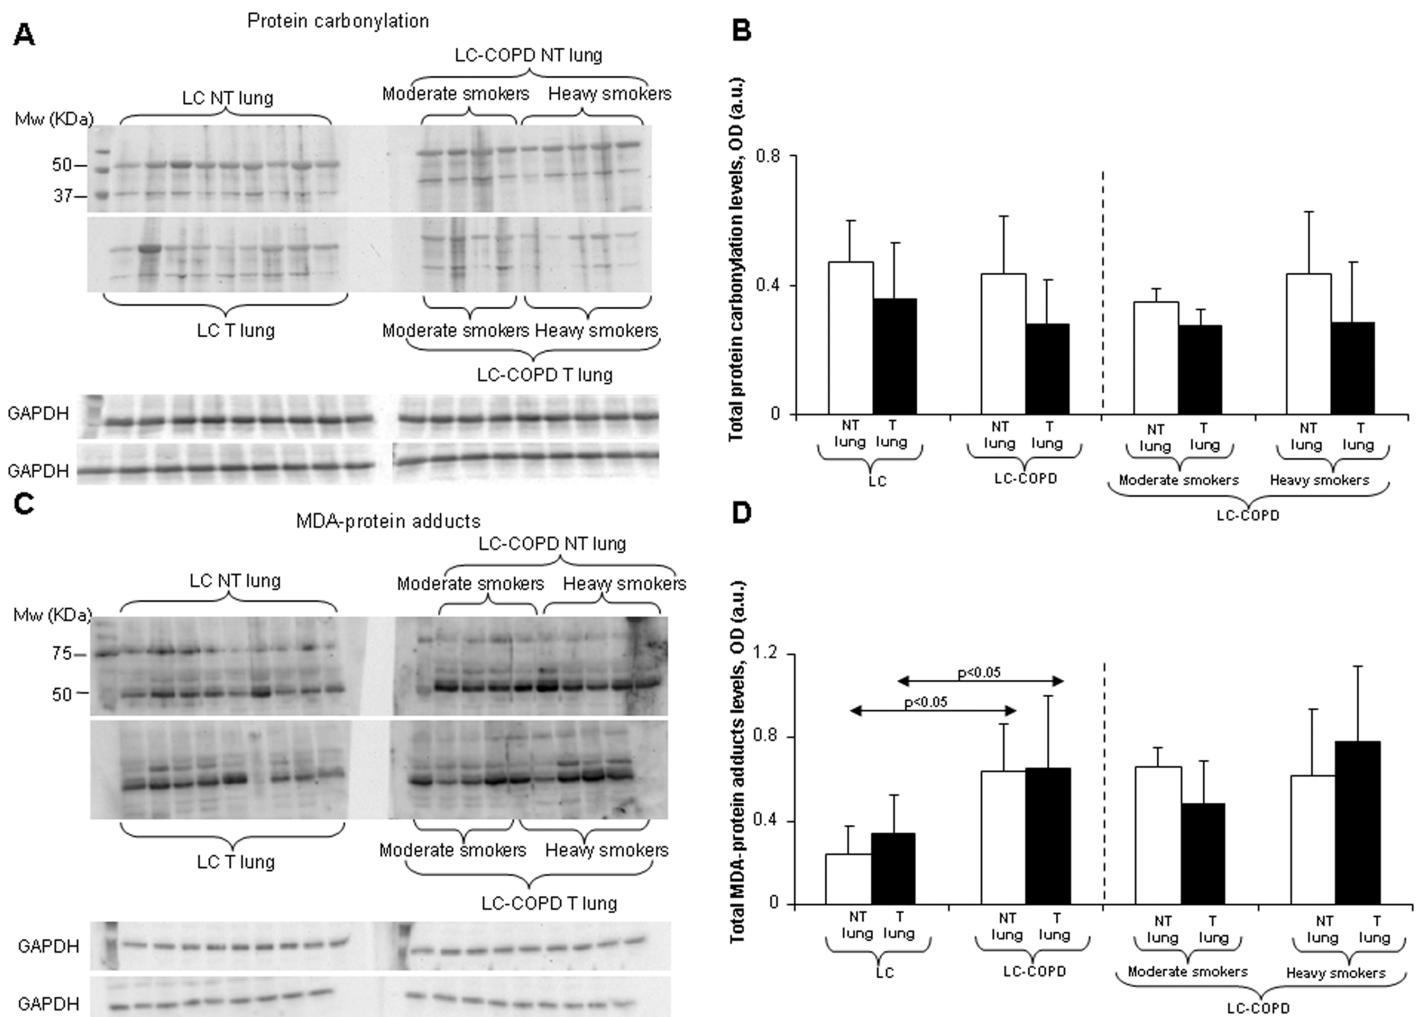 A
Protein carbonylation
LC-COPD NT lung
LC NT lung
Moderate smokers
Heavy smokers
Mw (KDa)
50
37
LC T lung
Moderate smokers
Heavy smokers
LC-COPD T lung
GAPDH
GAPDH
B
Total protein carbonylation levels, OD (a.u.)
0.8
0.4
0
NT lung
T lung
NT lung
T lung
NT lung
T lung
NT lung
T lung
LC
LC-COPD
Moderate smokers
Heavy smokers
LC-COPD
C
MDA-protein adducts
LC-COPD NT lung
LC NT lung
Moderate smokers
Heavy smokers
Mw (KDa)
75
50
LC T lung
Moderate smokers
Heavy smokers
LC-COPD T lung
GAPDH
GAPDH
D
Total MDA-protein adducts levels, OD (a.u.)
1.2
0.8
0.4
0
p<0.05
p<0.05
NT lung
T lung
NT lung
T lung
NT lung
T lung
NT lung
T lung
LC
LC-COPD
Moderate smokers
Heavy smokers
LC-COPD